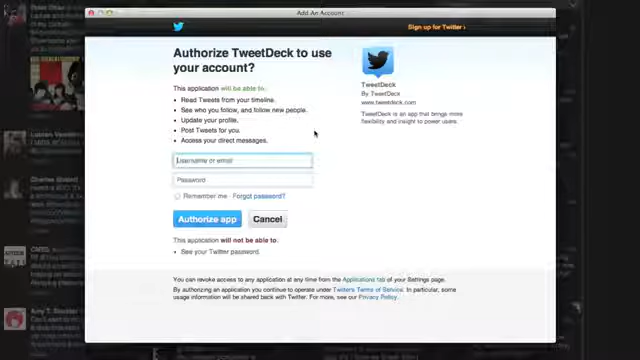 Add An Account
Sign up for Twitter ›
Authorize TweetDeck to use
your account?
This application will be able to:
• Read Tweets from your timeline.
• See who you follow, and follow new people.
• Update your profile.
• Post Tweets for you.
• Access your direct messages.
Username or email
Password
Remember me · Forgot password?
Authorize app
Cancel
This application will not be able to:
• See your Twitter password.
TweetDeck
By TweetDeck
www.tweetdeck.com
TweetDeck is an app that brings more
flexibility and insight to power users.
You can revoke access to any application at any time from the Applications tab of your Settings page.
By authorizing an application you continue to operate under Twitter's Terms of Service. In particular, some
usage information will be shared back with Twitter. For more, see our Privacy Policy.